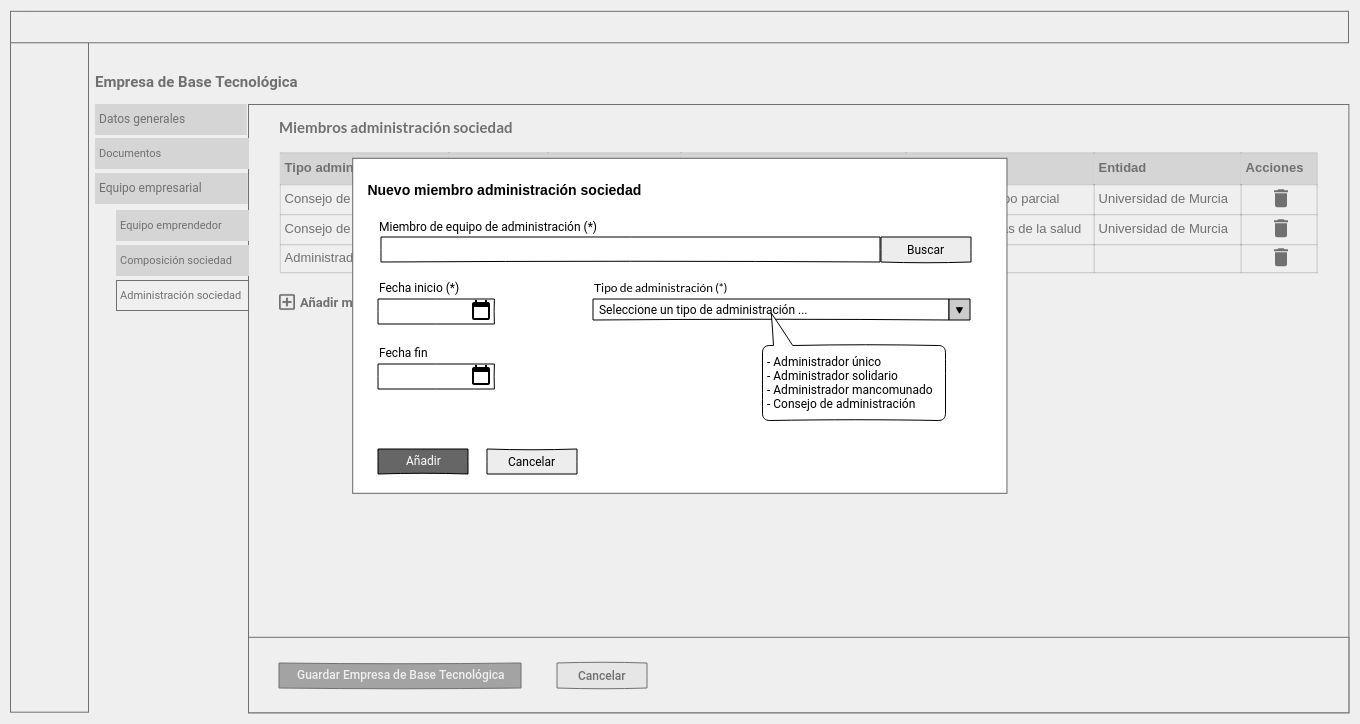 Empresa de Base Tecnológica
Datos generales
Documentos
Equipo empresarial
Equipo emprendedor
Composición sociedad
Administración sociedad
Miembros administración sociedad
Tipo Entidad Acciones
Consejo de parcial Universidad de Murcia
Consejo de de la salud Universidad de Murcia
Añadir
Nuevo miembro administración sociedad
Miembro de equipo de administración (*)
Buscar
Fecha inicio (*) Tipo de administración (*)
Seleccione un tipo de administración ...
Fecha fin
- Administrador único
- Administrador solidario
- Administrador mancomunado
- Consejo de administración
Añadir Cancelar
Guardar Empresa de Base Tecnológica Cancelar